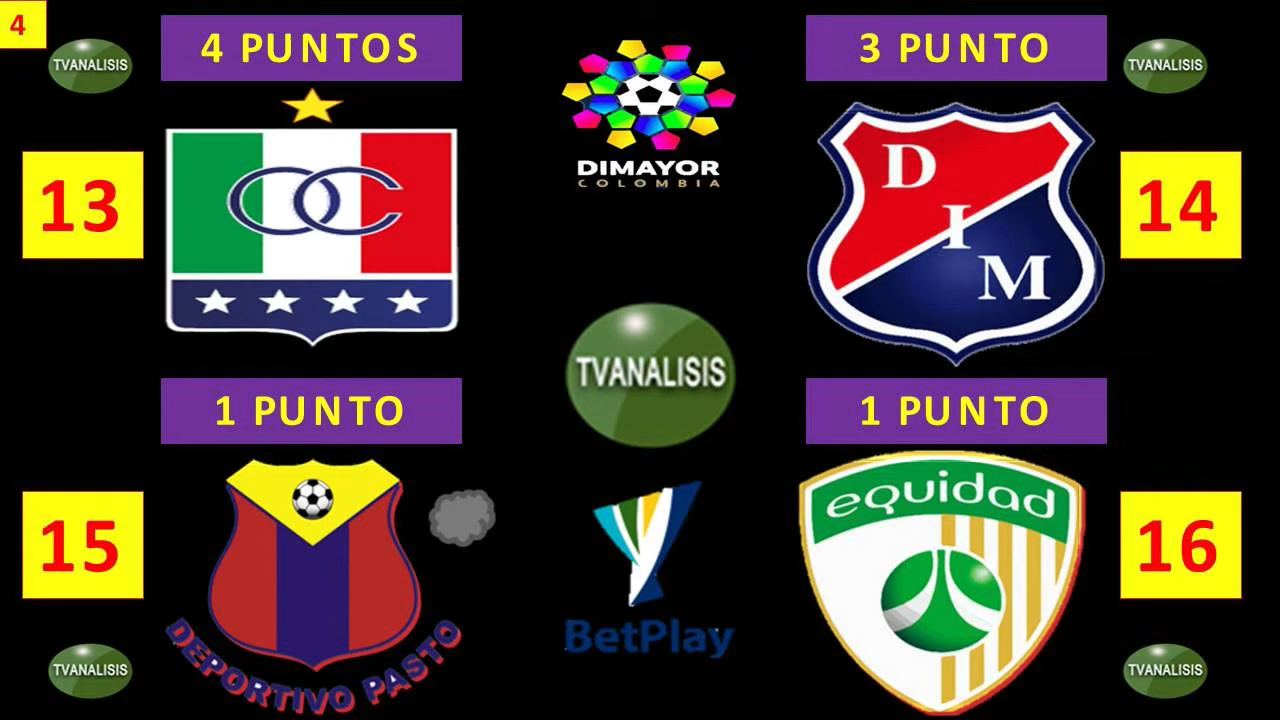 4
TVANALISIS
4 PUNTOS
3 PUNTO
TVANALISIS
DIMAYOR
COLOMBIA
13
OC
D
I
M
14
TVANALISIS
1 PUNTO
1 PUNTO
15
DEPORTIVO PASTO
BetPlay
equidad
16
TVANALISIS
TVANALISIS